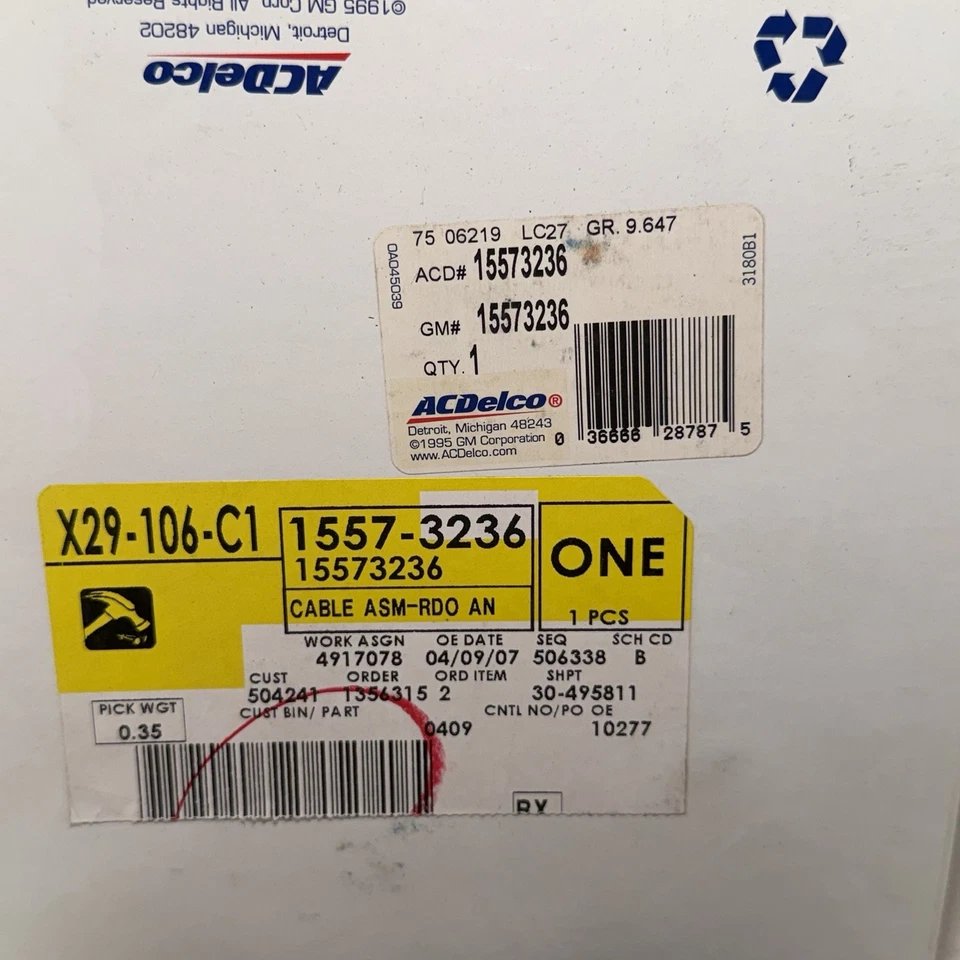 ©1995 GM Corp. All Rights Reserved
Detroit, Michigan 48202
ACDelco
75 06219 LC27 GR. 9.647
0AD45039
ACD# 15573236
3180B1
GM# 15573236
QTY. 1
ACDelco®
Detroit, Michigan 48243
©1995 GM Corporation
www.ACDelco.com
0 36666 28787 5
X29-106-C1
1557-3236
15573236
CABLE ASM-RDO AN
ONE
1 PCS
WORK ASGN OE DATE SEQ SCH CD
4917078 04/09/07 506338 B
CUST ORDER ORD ITEM SHPT
504241 1356315 2 30-495811
CUST BIN/ PART CNTL NO/PO OE
0409 10277
PICK WGT
0.35
RX